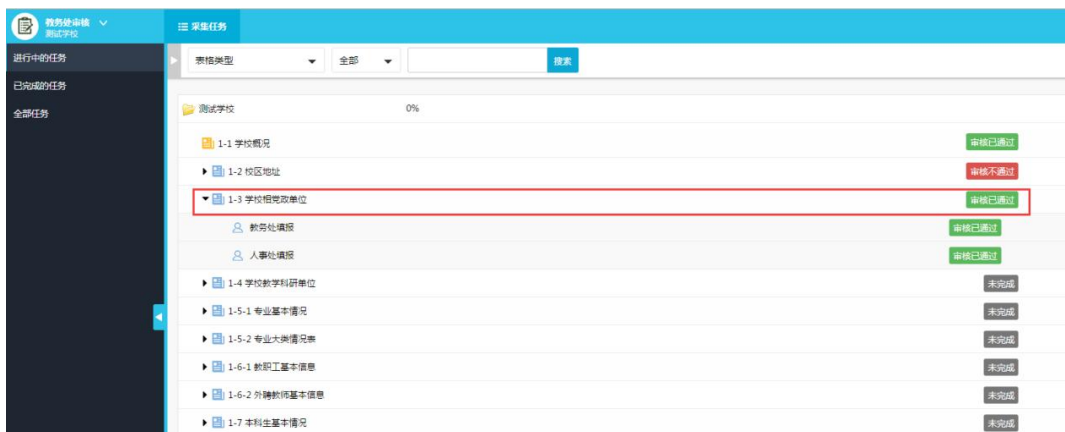 教务处审核
测试学校
采集任务
进行中的任务
表格类型 全部 搜索
已完成的任务
全部任务
测试学校 0%
1-1 学校概况 审核已通过
1-2 校区地址 审核不通过
1-3 学校相党政单位 审核已通过
教务处填报 审核已通过
人事处填报 审核已通过
1-4 学校教学科研单位 未完成
1-5-1 专业基本情况 未完成
1-5-2 专业大类情况表 未完成
1-6-1 教职工基本信息 未完成
1-6-2 外聘教师基本信息 未完成
1-7 本科生基本情况 未完成